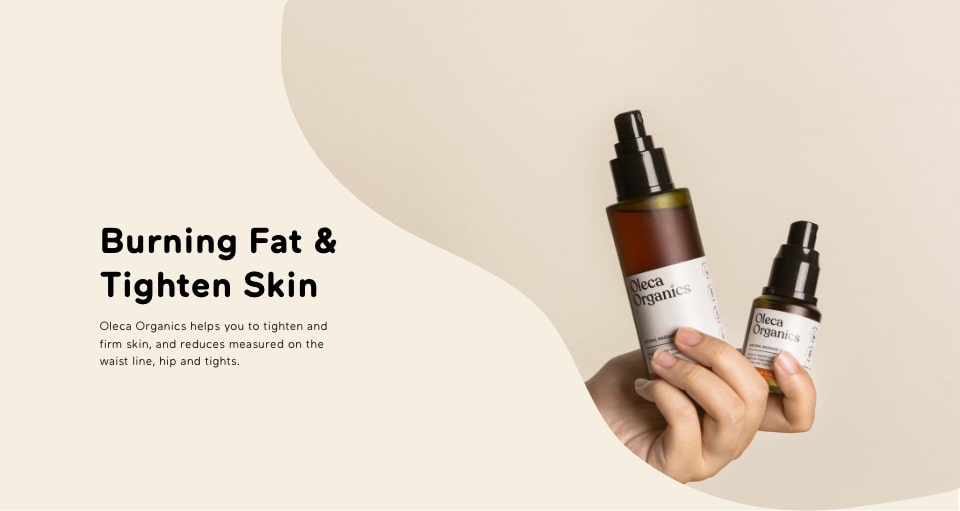 Burning Fat &
Tighten Skin
Oleca Organics helps you to tighten and
firm skin, and reduces measured on the
waist line, hip and tights.
Oleca
Organics
Oleca
Organics